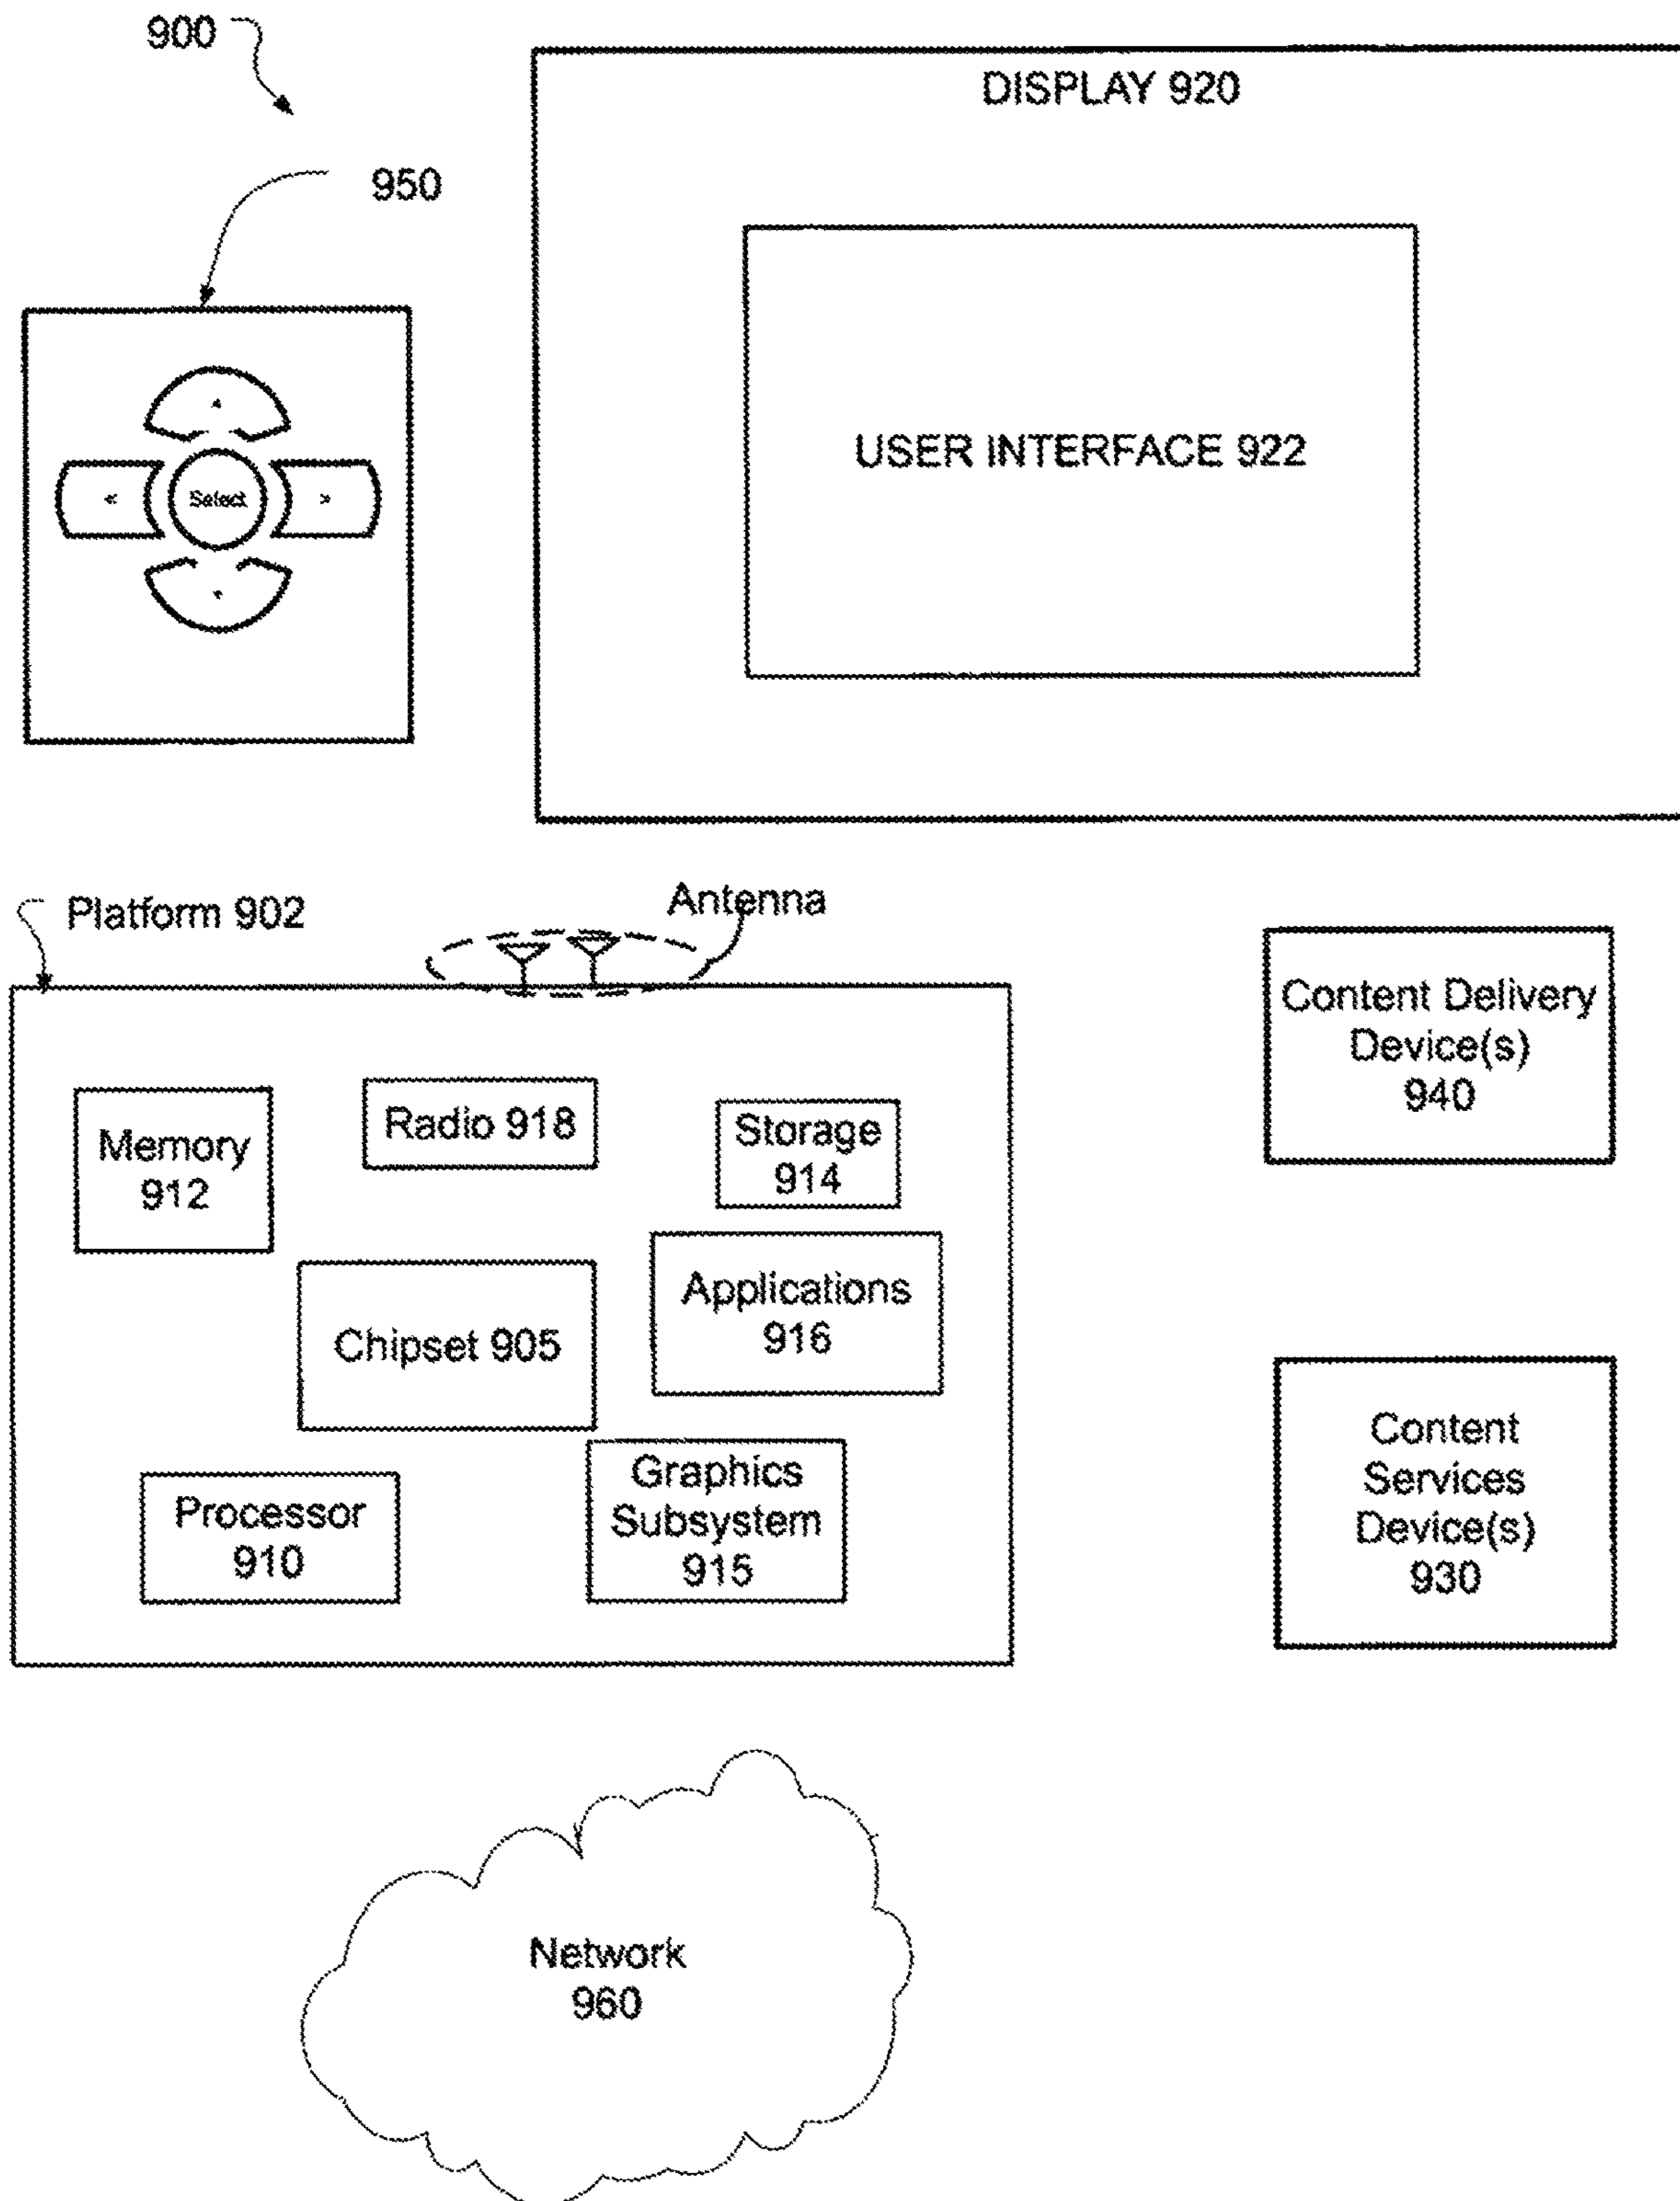 900
DISPLAY 920
950
USER INTERFACE 922
<
Select
>
Platform 902
Antenna
Content Delivery
Device(s)
940
Memory
912
Radio 918
Storage
914
Chipset 905
Applications
916
Content
Services
Device(s)
930
Processor
910
Graphics
Subsystem
915
Network
960